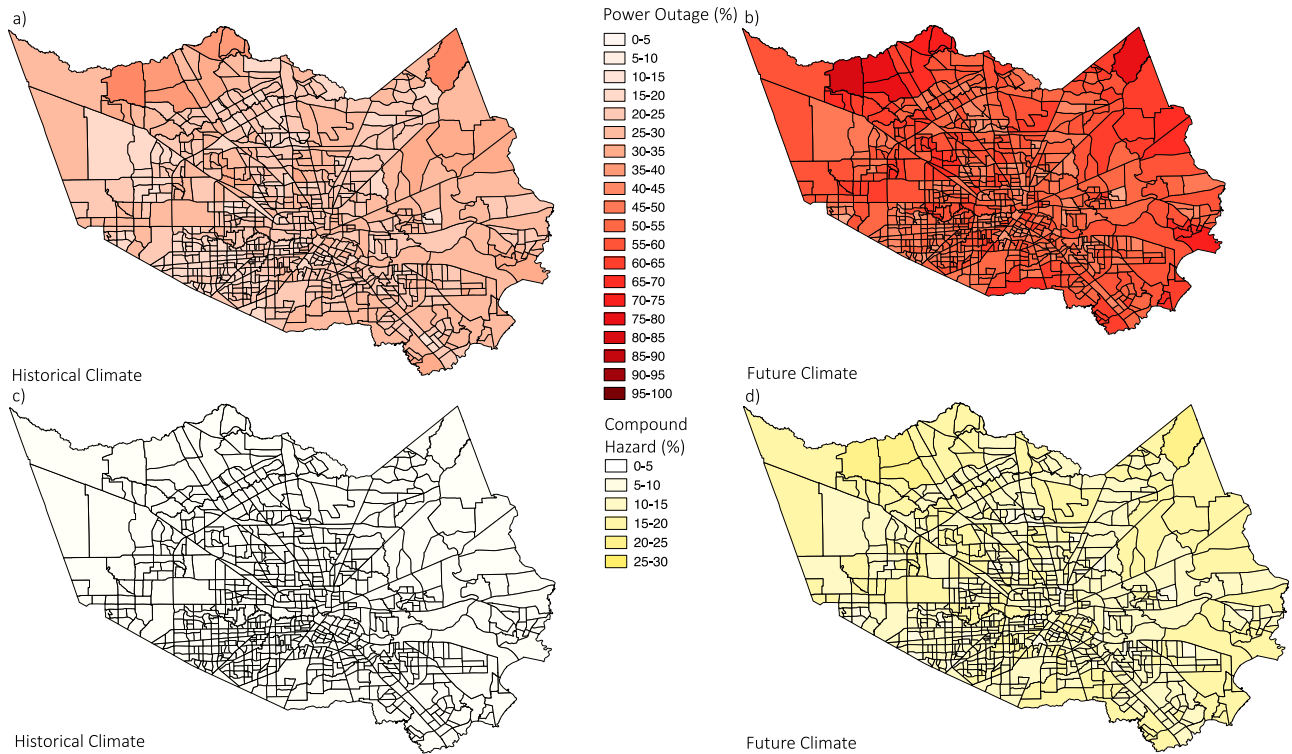 a)
Power Outage (%)
b)
0-5
5-10
10-15
15-20
20-25
25-30
30-35
35-40
40-45
45-50
50-55
55-60
60-65
65-70
70-75
75-80
80-85
85-90
90-95
95-100
Historical Climate
Future Climate
c)
Compound
Hazard (%)
d)
0-5
5-10
10-15
15-20
20-25
25-30
Historical Climate
Future Climate